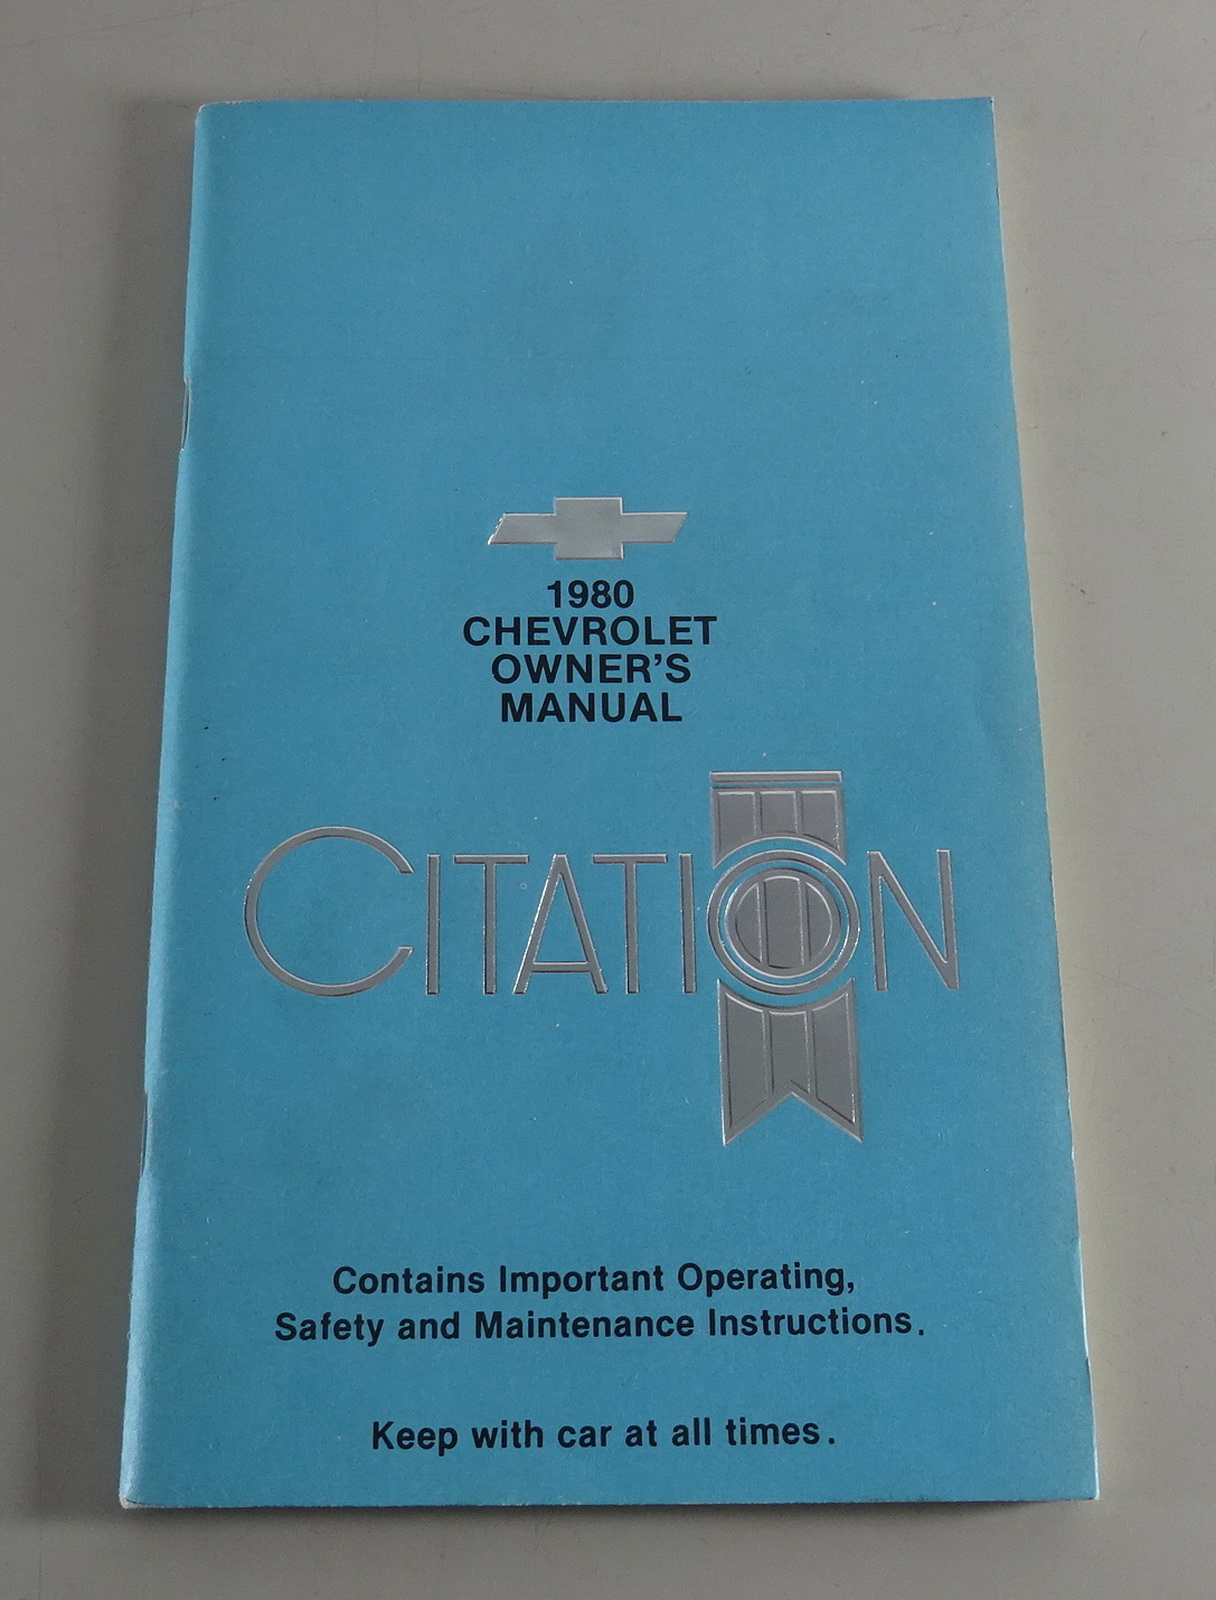 1980
CHEVROLET
OWNER'S
MANUAL
CITATION
Contains Important Operating,
Safety and Maintenance Instructions.
Keep with car at all times.